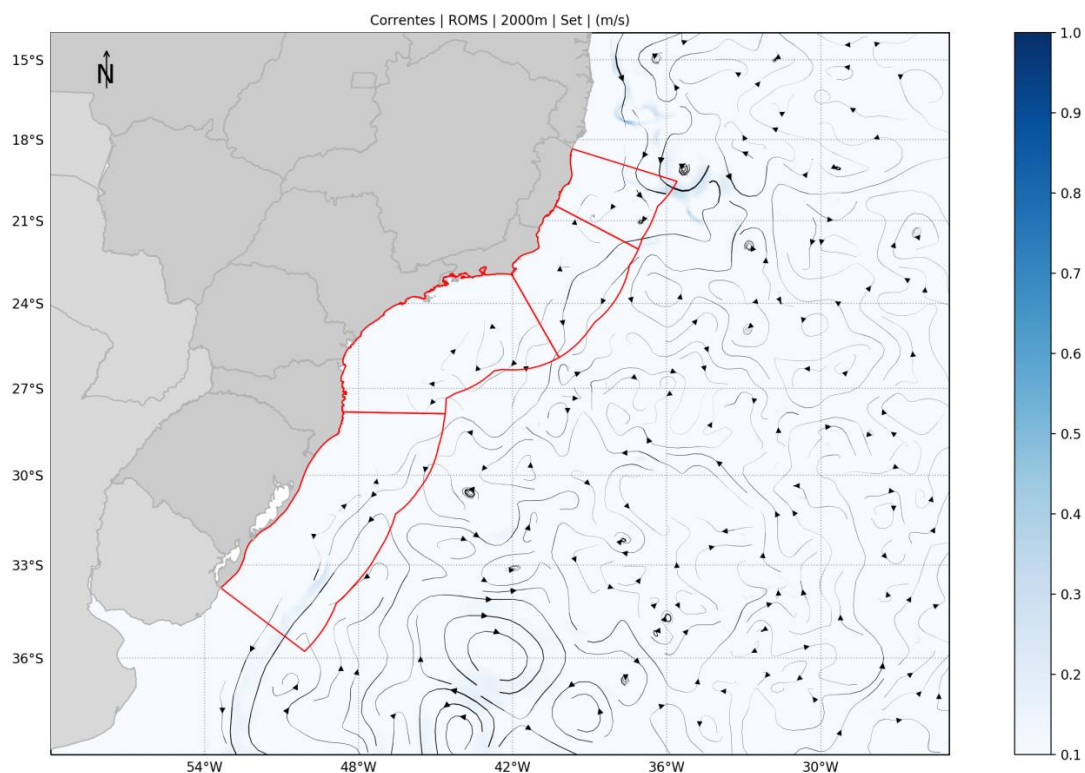 Correntes | ROMS | 2000m | Set | (m/s)
N
15°S
18°S
21°S
24°S
27°S
30°S
33°S
36°S
54°W
48°W
42°W
36°W
30°W
1.0
0.9
0.8
0.7
0.6
0.5
0.4
0.3
0.2
0.1